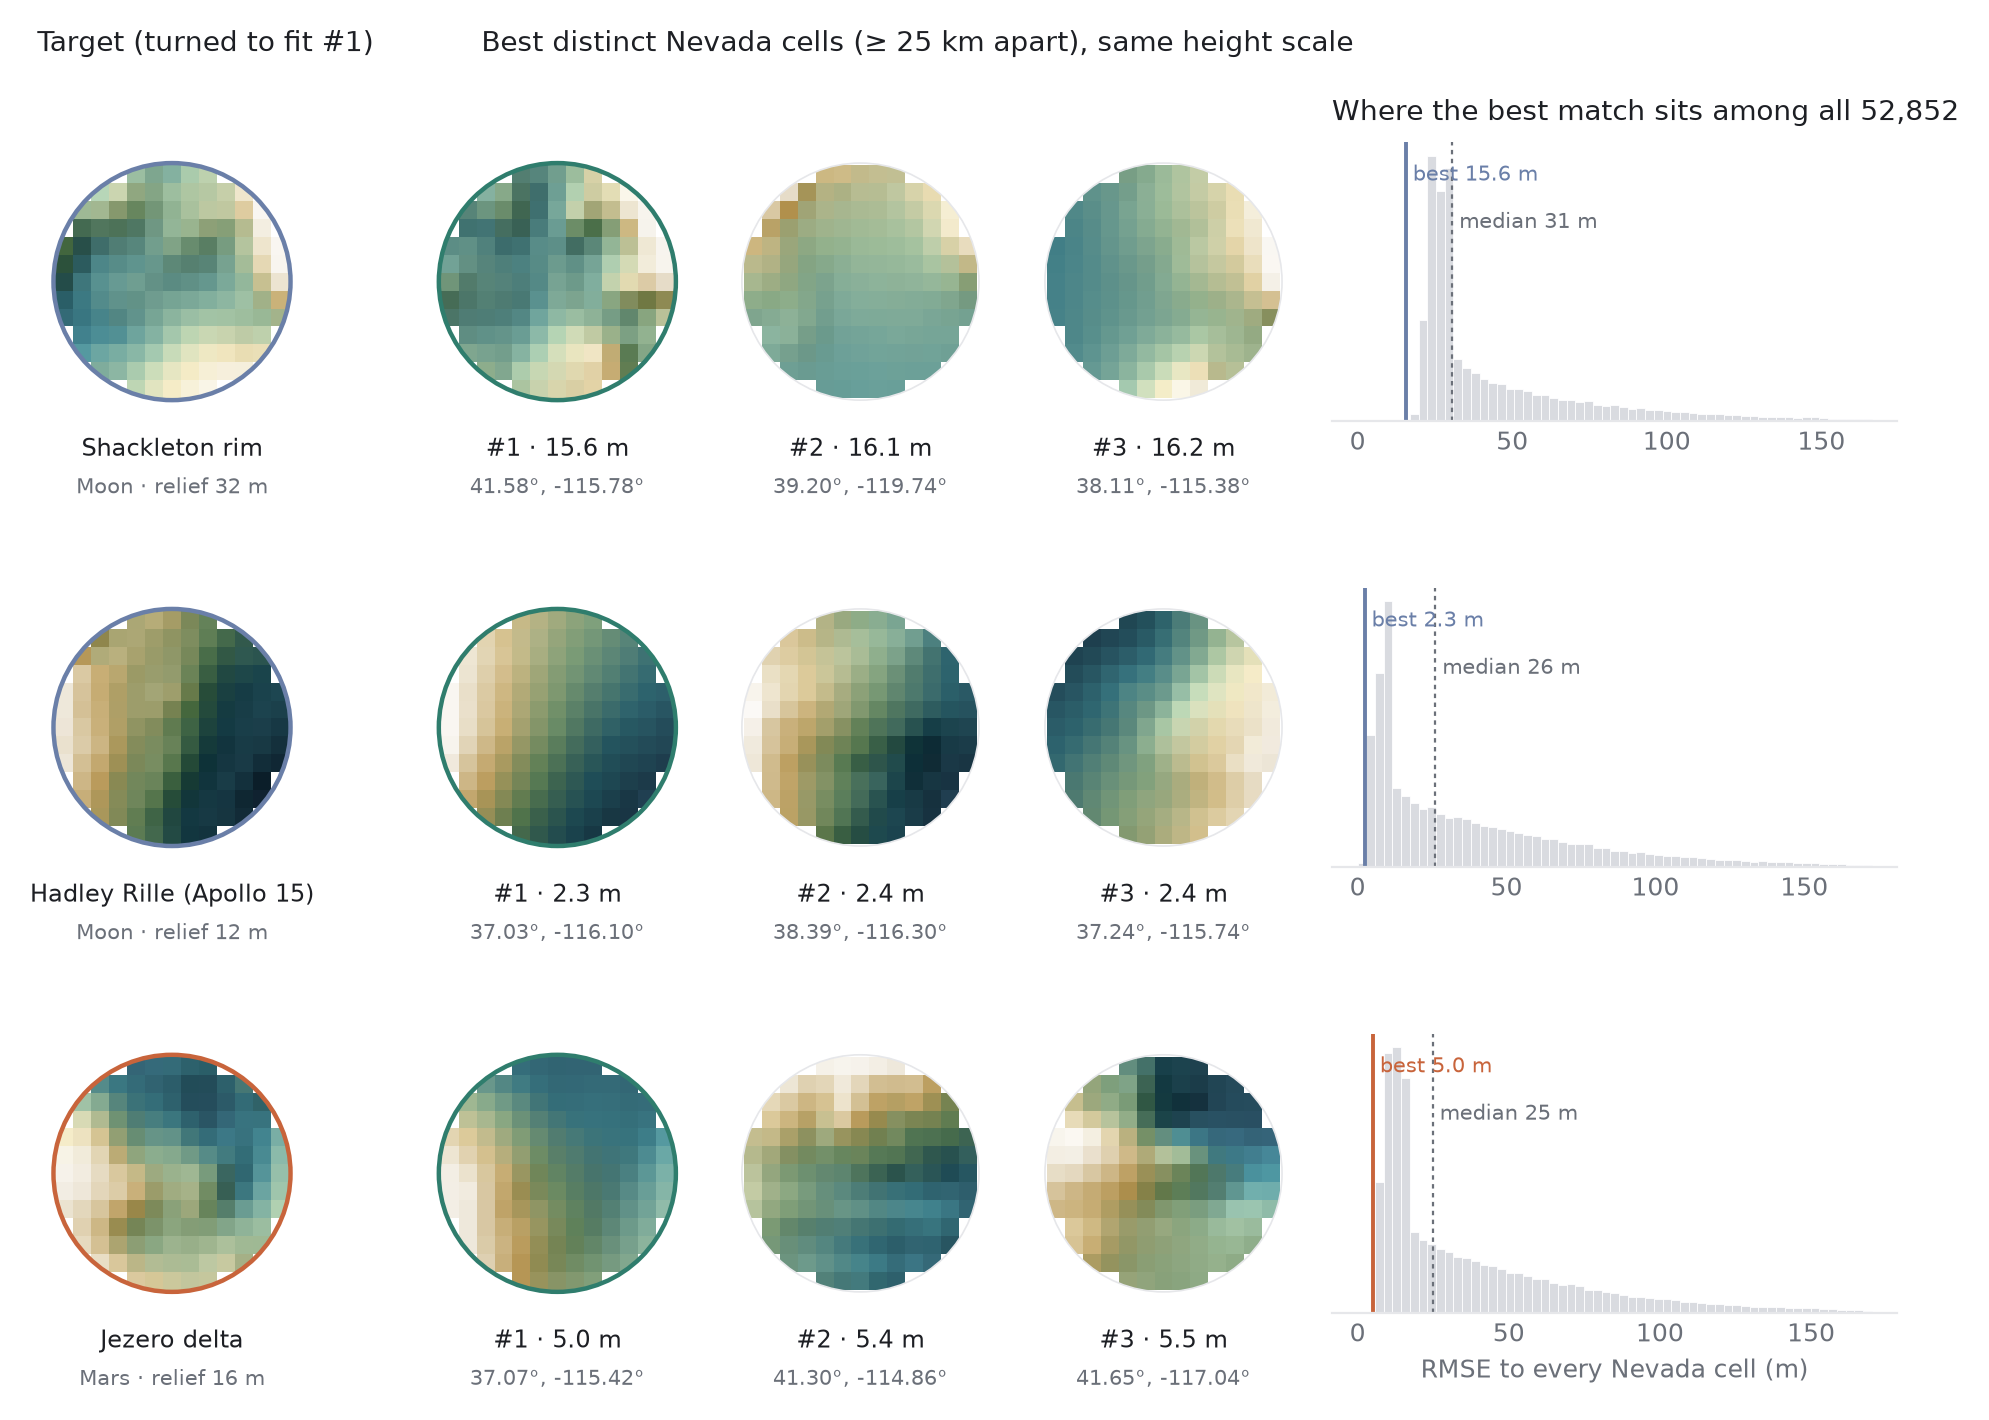 Target (turned to fit #1)
Best distinct Nevada cells (≥ 25 km apart), same height scale
Where the best match sits among all 52,852
best 15.6 m
median 31 m
0 50 100 150
Shackleton rim
Moon · relief 32 m
#1 · 15.6 m
41.58°, -115.78°
#2 · 16.1 m
39.20°, -119.74°
#3 · 16.2 m
38.11°, -115.38°
best 2.3 m
median 26 m
0 50 100 150
Hadley Rille (Apollo 15)
Moon · relief 12 m
#1 · 2.3 m
37.03°, -116.10°
#2 · 2.4 m
38.39°, -116.30°
#3 · 2.4 m
37.24°, -115.74°
best 5.0 m
median 25 m
0 50 100 150
RMSE to every Nevada cell (m)
Jezero delta
Mars · relief 16 m
#1 · 5.0 m
37.07°, -115.42°
#2 · 5.4 m
41.30°, -114.86°
#3 · 5.5 m
41.65°, -117.04°